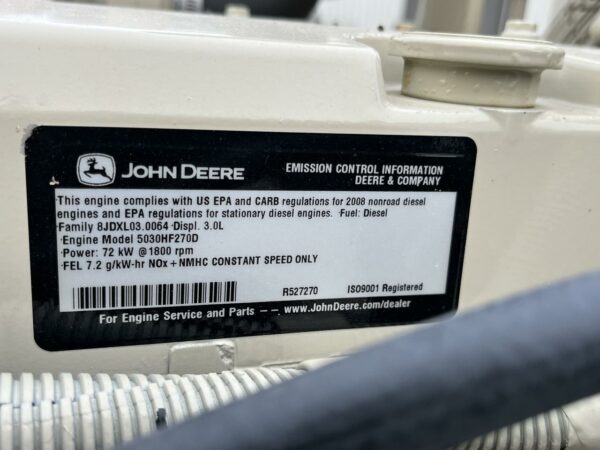 JOHN DEERE
EMISSION CONTROL INFORMATION
DEERE & COMPANY
This engine complies with US EPA and CARB regulations for 2008 nonroad diesel
engines and EPA regulations for stationary diesel engines. Fuel: Diesel
Family 8JDXL03.0064 Displ. 3.0L
Engine Model 5030HF270D
Power: 72 kW @ 1800 rpm
FEL 7.2 g/kW-hr NOx + NMHC CONSTANT SPEED ONLY
R527270
ISO9001 Registered
For Engine Service and Parts -- www.JohnDeere.com/dealer